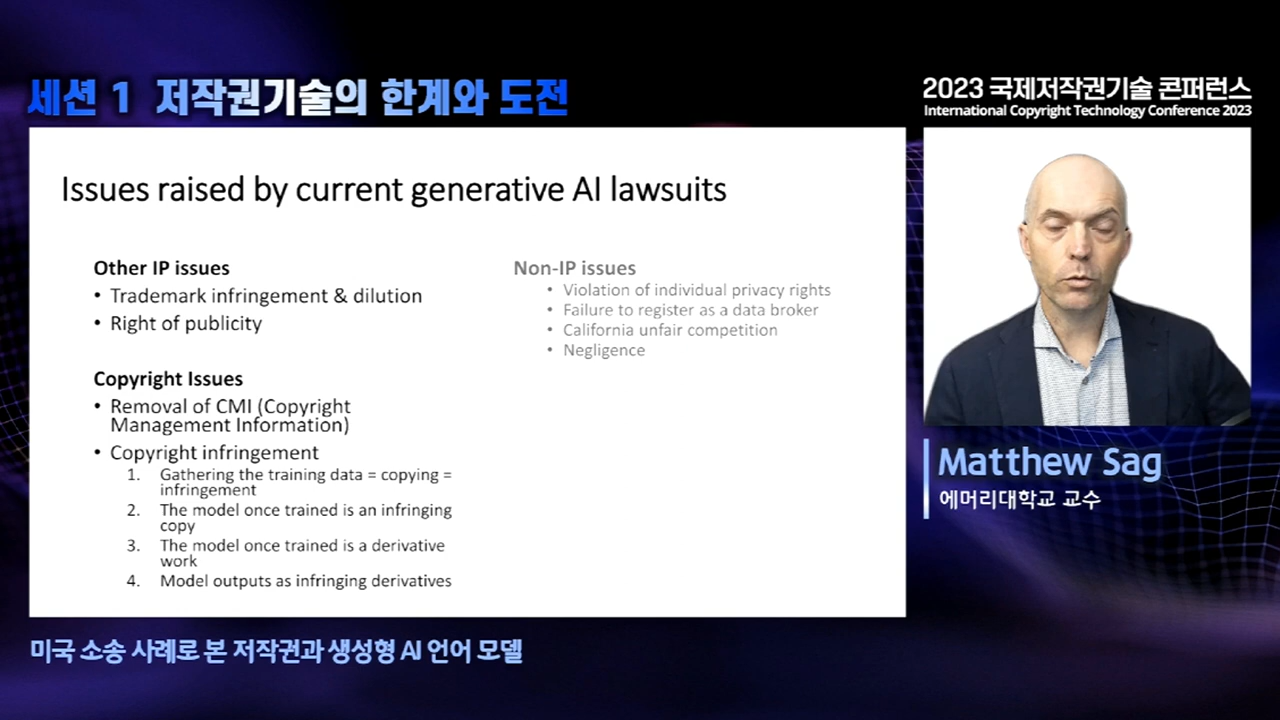 세션 1 저작권기술의 한계와 도전
2023 국제저작권기술 콘퍼런스
International Copyright Technology Conference 2023
Issues raised by current generative AI lawsuits
Other IP issues
• Trademark infringement & dilution
• Right of publicity
Copyright Issues
• Removal of CMI (Copyright
Management Information)
• Copyright infringement
1. Gathering the training data = copying =
infringement
2. The model once trained is an infringing
copy
3. The model once trained is a derivative
work
4. Model outputs as infringing derivatives
Non-IP issues
• Violation of individual privacy rights
• Failure to register as a data broker
• California unfair competition
• Negligence
Matthew Sag
에머리대학교 교수
미국 소송 사례로 본 저작권과 생성형 AI 언어 모델